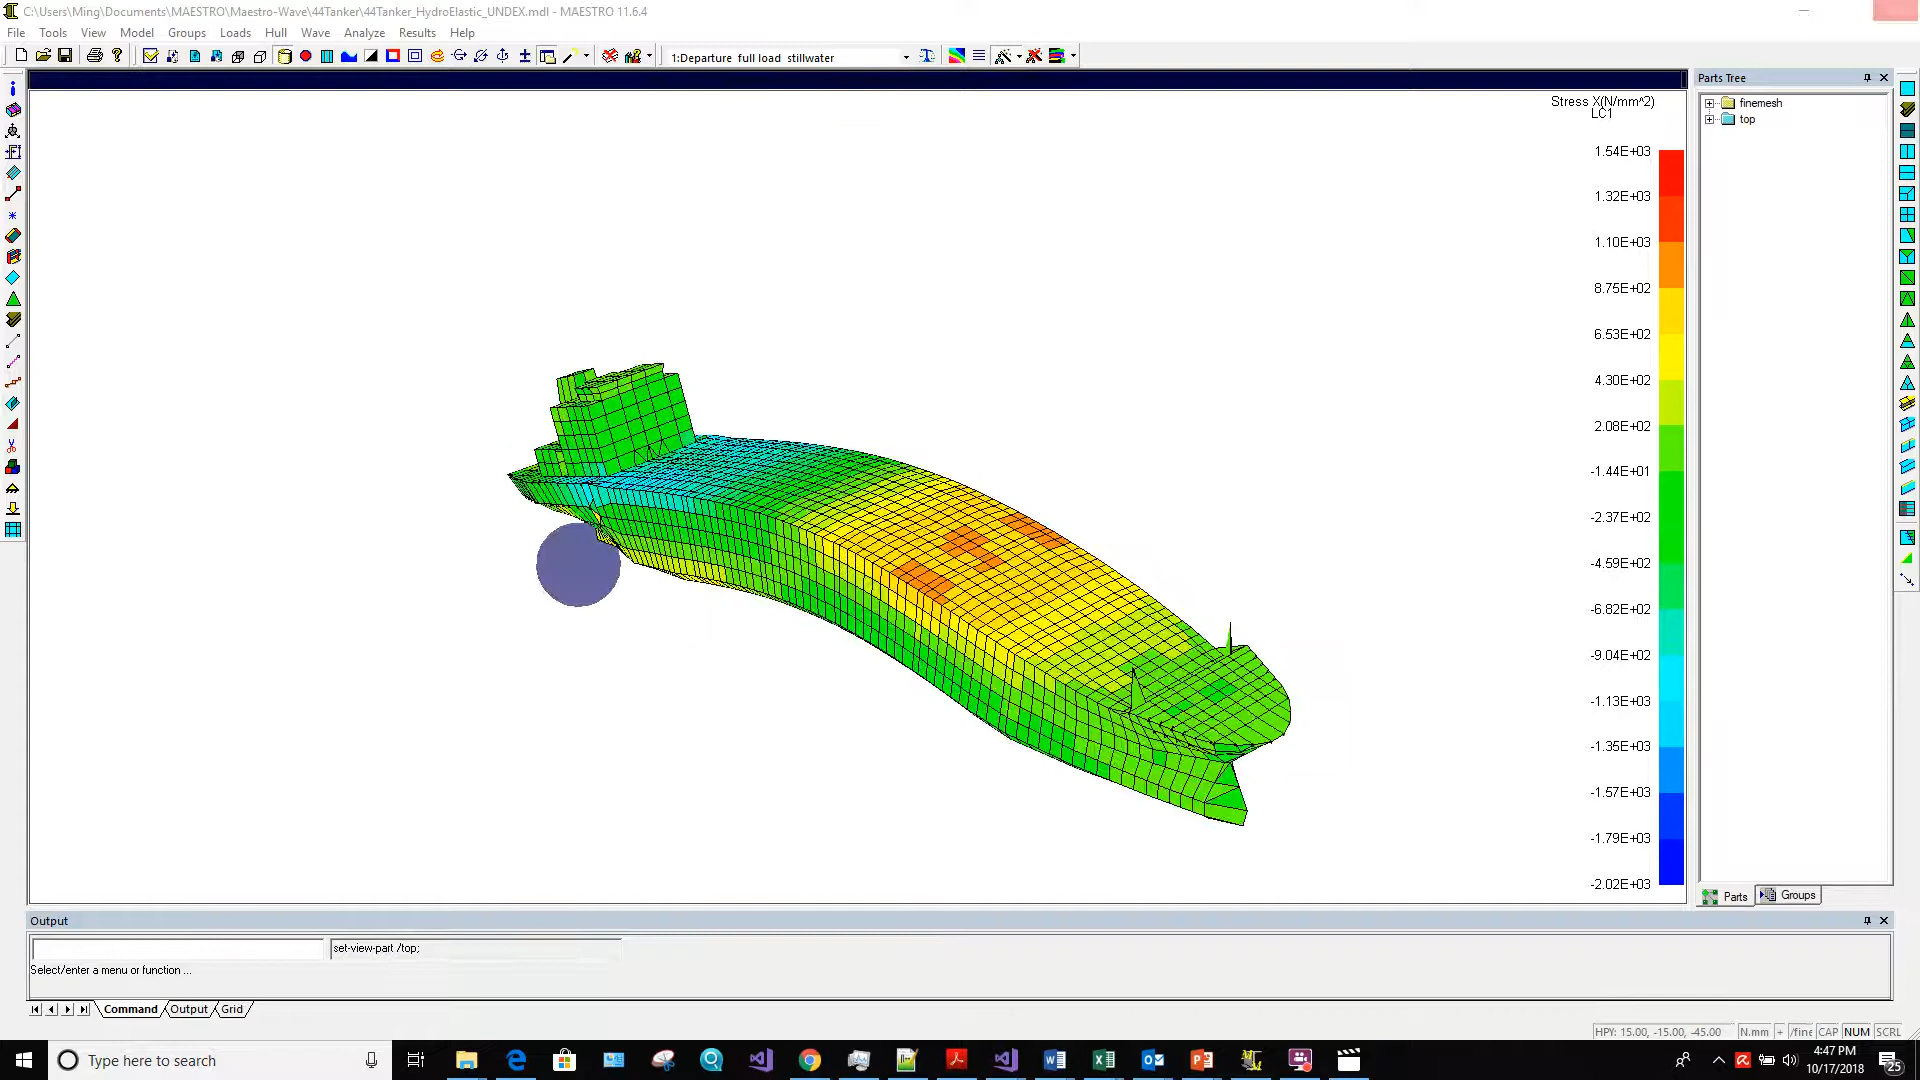 C:\Users\Ming\Documents\MAESTRO\Maestro-Wave\44Tanker\44Tanker_HydroElastic_UNDEX.mdl - MAESTRO 11.6.4
File Tools View Model Groups Loads Hull Wave Analyze Results Help
1:Departure full load stillwater
Parts Tree
finemesh
top
Stress X(N/mm^2)
LC1
1.54E+03
1.32E+03
1.10E+03
8.75E+02
6.53E+02
4.30E+02
2.08E+02
-1.44E+01
-2.37E+02
-4.59E+02
-6.82E+02
-9.04E+02
-1.13E+03
-1.35E+03
-1.57E+03
-1.79E+03
-2.02E+03
Parts Groups
Output
set-view-part /top;
Select/enter a menu or function ...
Command Output Grid
HPY: 15.00, -15.00, -45.00 N.mm + /fine CAP NUM SCRL
Type here to search
4:47 PM
10/17/2018
25